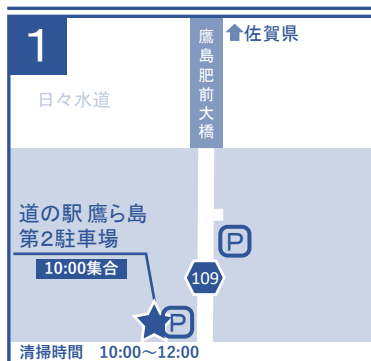 1
鷹島肥前大橋
佐賀県
日々水道
道の駅 鷹ら島
第2駐車場
10:00集合
P
109
P
清掃時間 10:00～12:00